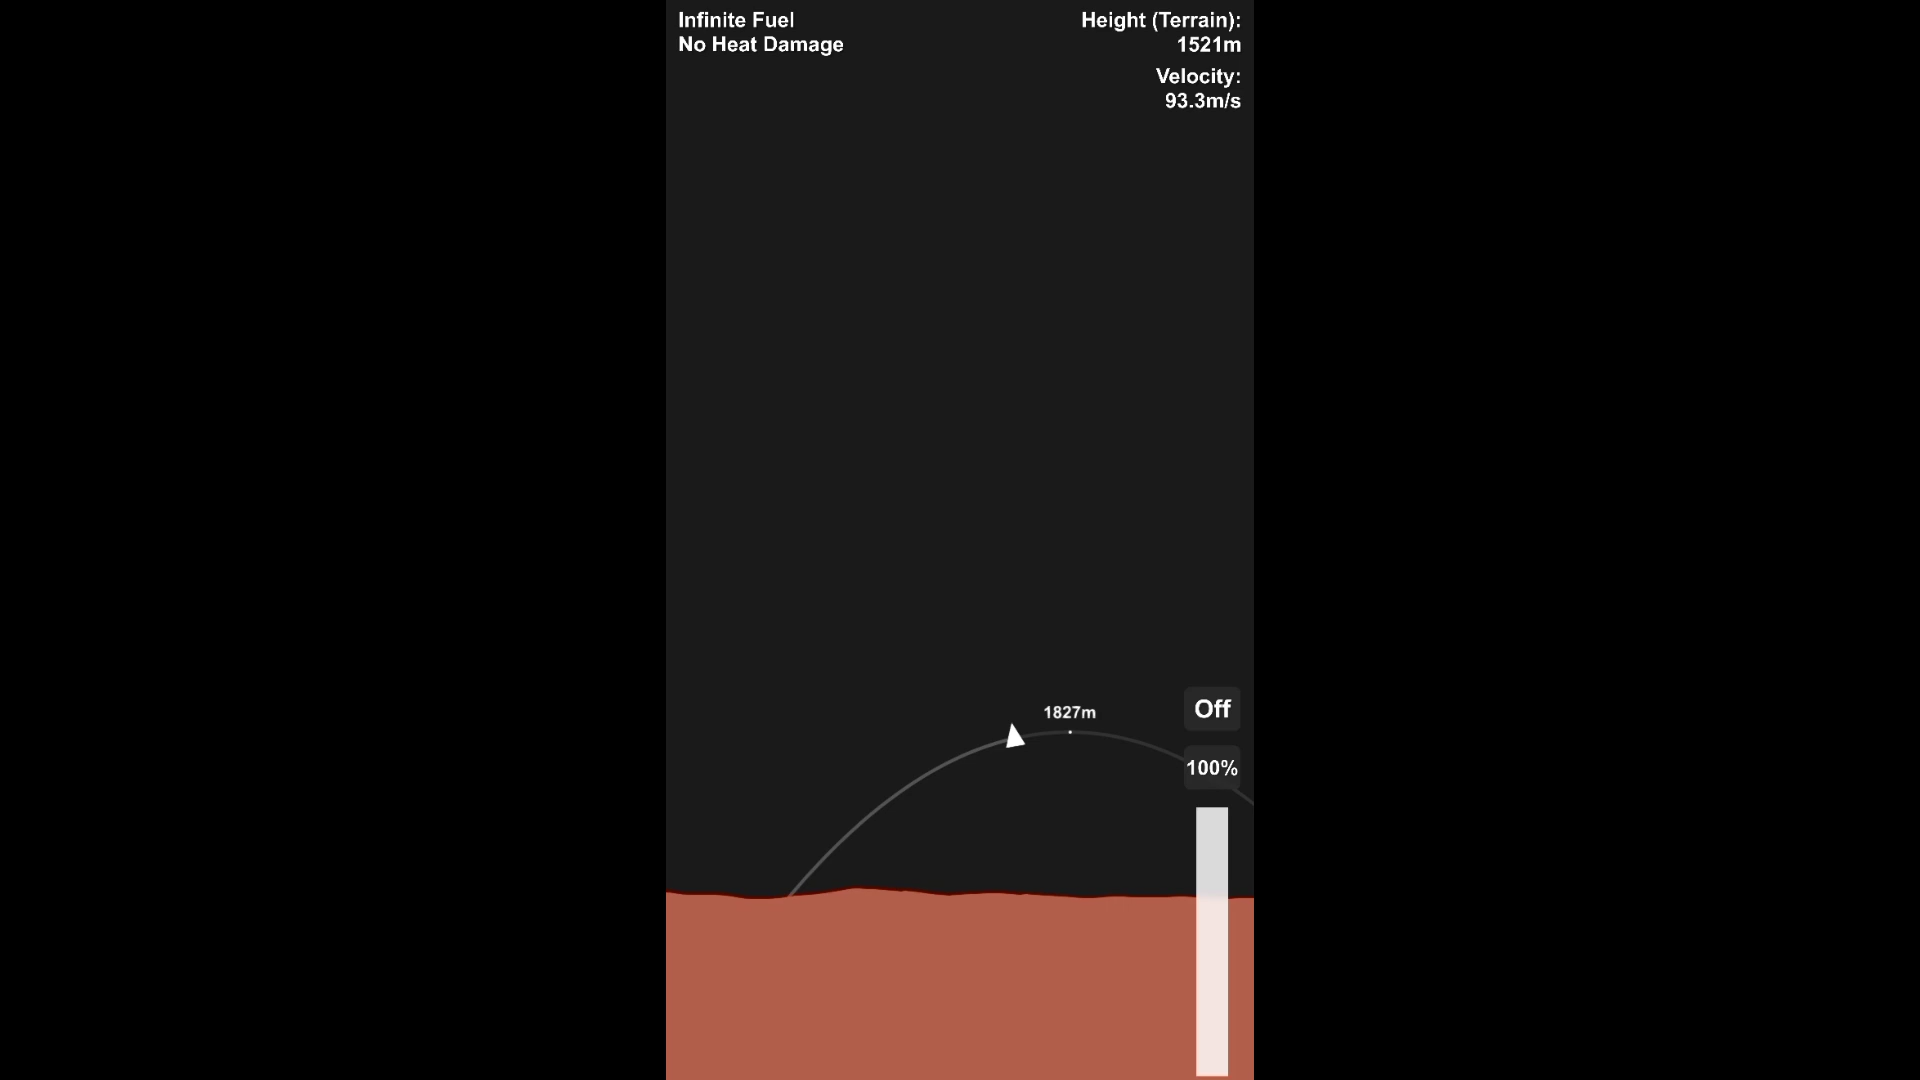 Infinite Fuel
No Heat Damage
Height (Terrain):
1521m
Velocity:
93.3m/s
1827m
Off
100%